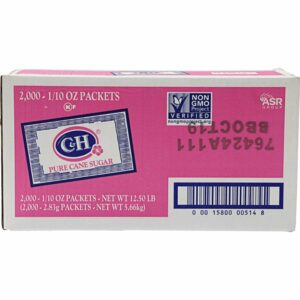 2,000 - 1/10 OZ PACKETS
K F
C&H
PURE CANE SUGAR
2,000 - 1/10 OZ PACKETS - NET WT 12.50 LB
(2,000 - 2.83g PACKETS - NET WT 5.66kg)
NON
GMO
Project
VERIFIED
ASR
GROUP
76424A111
BBOCT19
0 00 15800 00514 8